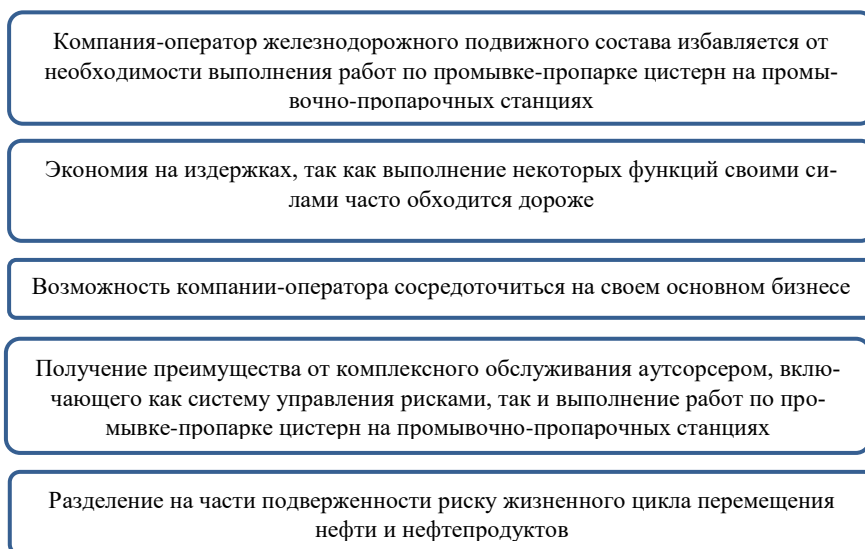 Компания-оператор железнодорожного подвижного состава избавляется от
необходимости выполнения работ по промывке-пропарке цистерн на промы-
вочно-пропарочных станциях
Экономия на издержках, так как выполнение некоторых функций своими си-
лами часто обходится дороже
Возможность компании-оператора сосредоточиться на своем основном бизнесе
Получение преимущества от комплексного обслуживания аутсорсером, вклю-
чающего как систему управления рисками, так и выполнение работ по про-
мывке-пропарке цистерн на промывочно-пропарочных станциях
Разделение на части подверженности риску жизненного цикла перемещения
нефти и нефтепродуктов